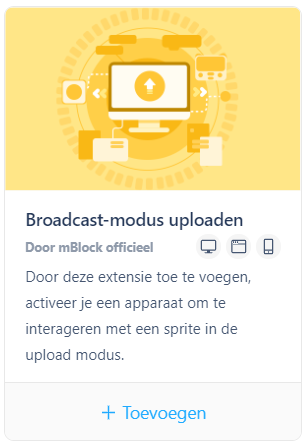 Broadcast-modus uploaden
Door mBlock officieel
Door deze extensie toe te voegen,
activeer je een apparaat om te
interageren met een sprite in de
upload modus.
+ Toevoegen